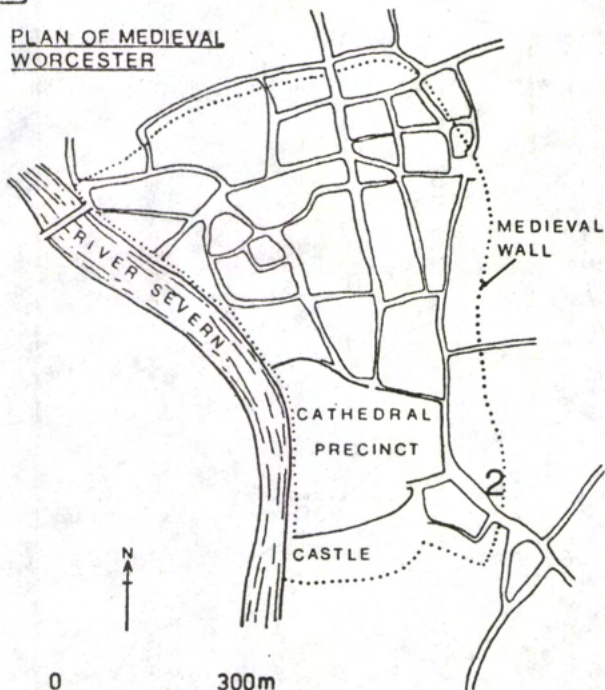 PLAN OF MEDIEVAL
WORCESTER
MEDIEVAL
WALL
RIVER SEVERN
CATHEDRAL
PRECINCT
2
CASTLE
N
0 300m